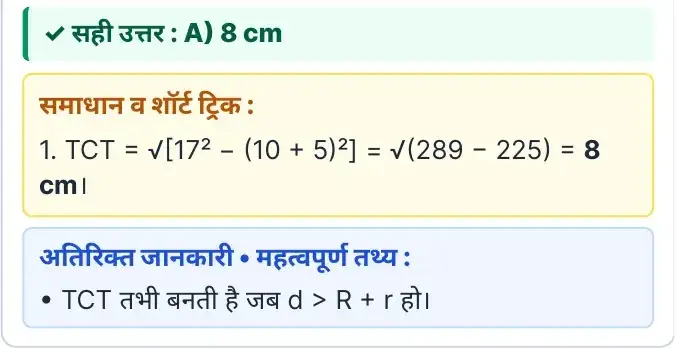 ✓ सही उत्तर : A) 8 cm
समाधान व शॉर्ट ट्रिक :
1. TCT = √[17² − (10 + 5)²] = √(289 − 225) = 8
cm।
अतिरिक्त जानकारी • महत्वपूर्ण तथ्य :
• TCT तभी बनती है जब d > R + r हो।